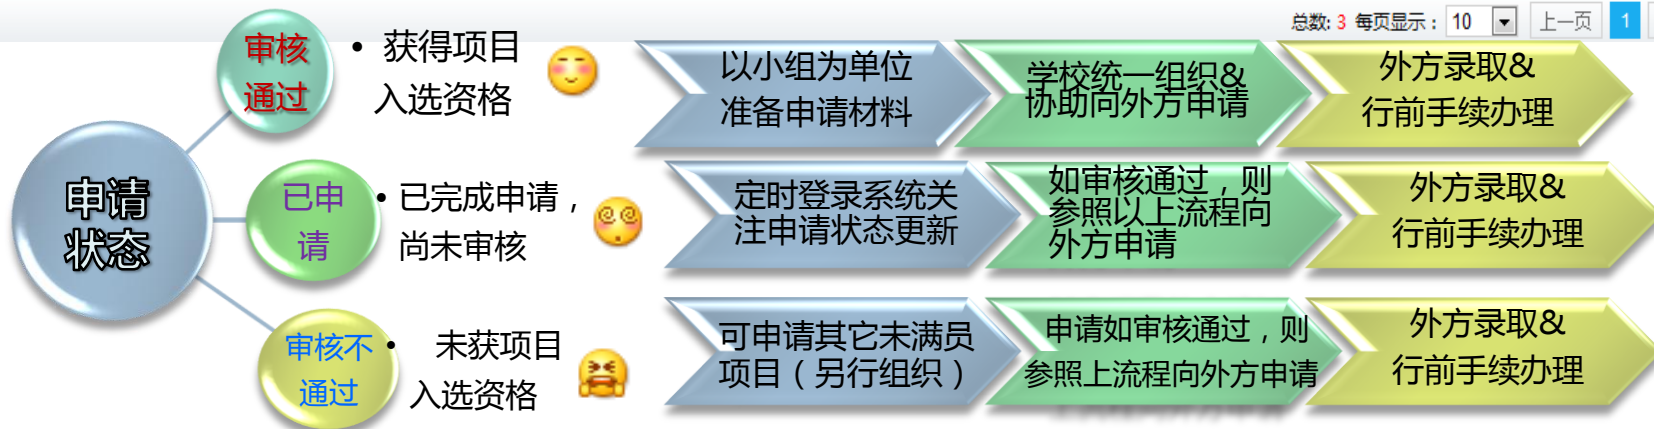 总数: 3 每页显示： 10 上一页 1
申请
状态
审核
通过
• 获得项目
入选资格
以小组为单位
准备申请材料
学校统一组织&
协助向外方申请
外方录取&
行前手续办理
已申
请
• 已完成申请，
尚未审核
定时登录系统关
注申请状态更新
如审核通过，则
参照以上流程向
外方申请
外方录取&
行前手续办理
审核不
通过
• 未获项目
入选资格
可申请其它未满员
项目（另行组织）
申请如审核通过，则
参照上流程向外方申请
外方录取&
行前手续办理